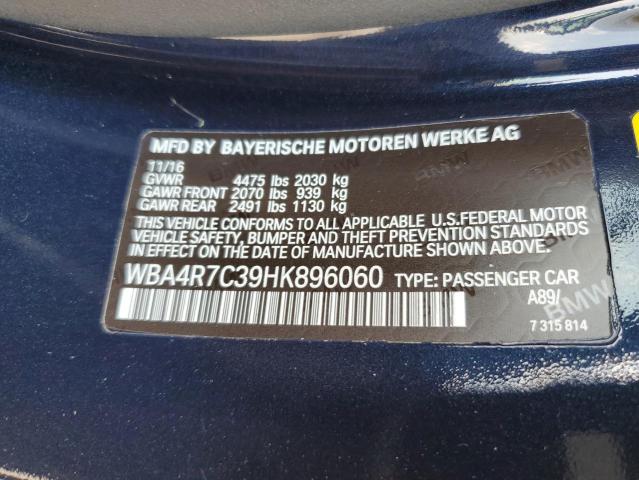 MFD BY BAYERISCHE MOTOREN WERKE AG
11/16
GVWR 4475 lbs 2030 kg
GAWR FRONT 2070 lbs 939 kg
GAWR REAR 2491 lbs 1130 kg
THIS VEHICLE CONFORMS TO ALL APPLICABLE U.S.FEDERAL MOTOR
VEHICLE SAFETY, BUMPER AND THEFT PREVENTION STANDARDS
IN EFFECT ON THE DATE OF MANUFACTURE SHOWN ABOVE.
WBA4R7C39HK896060 TYPE: PASSENGER CAR
A89/
7 315 814
BMW